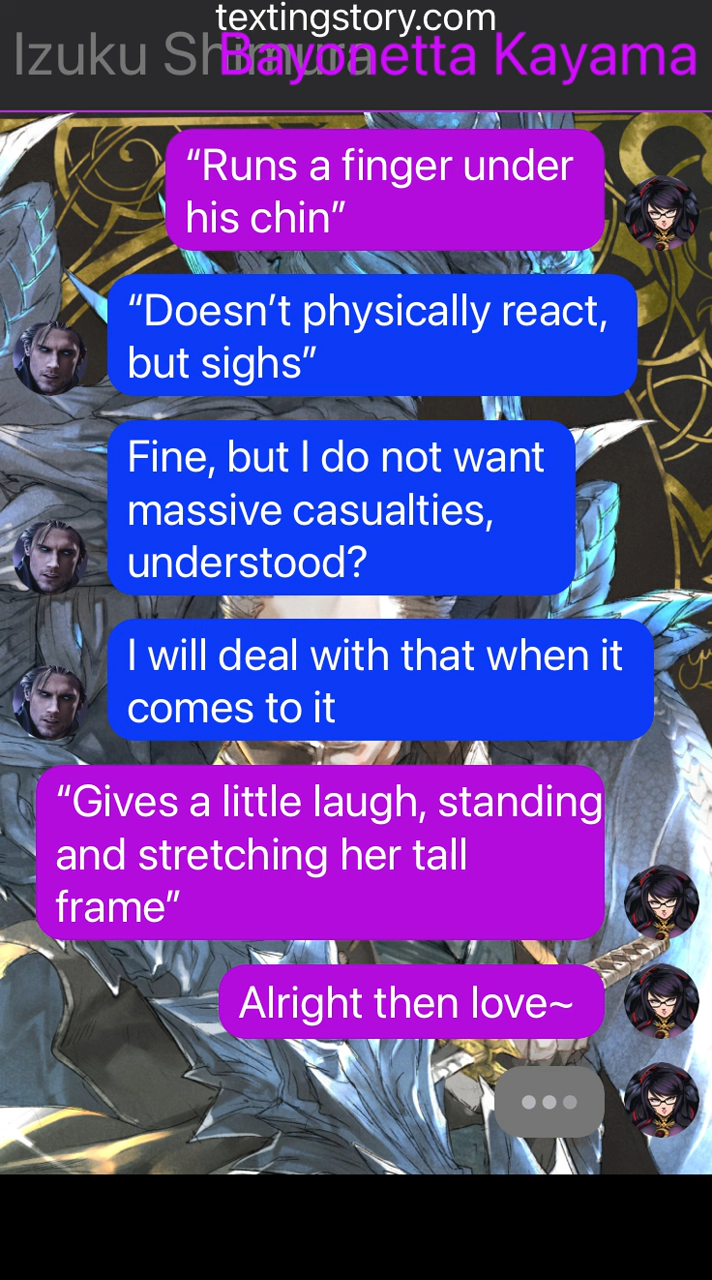 textingstory.com
Izuku Shimura
Bayonetta Kayama
“Runs a finger under
his chin”
“Doesn’t physically react,
but sighs”
Fine, but I do not want
massive casualties,
understood?
I will deal with that when it
comes to it
“Gives a little laugh, standing
and stretching her tall
frame”
Alright then love~